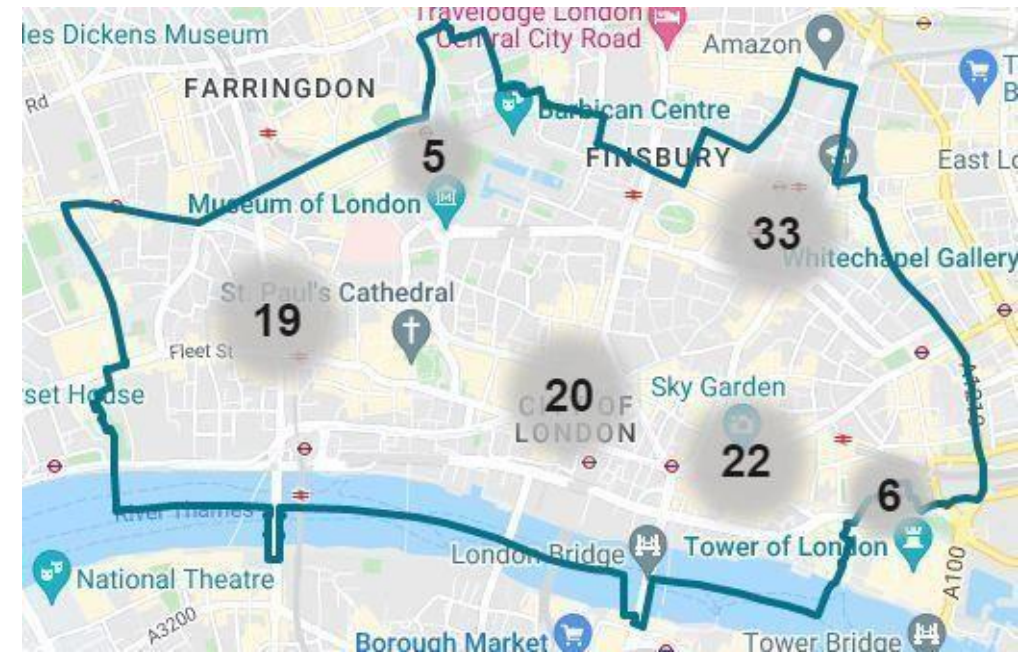 Travelodge London
Central City Road
les Dickens Museum
Amazon
T
B
FARRINGDON
Rd
Barbican Centre
5
FINSBURY
East Lo
Museum of London
33
Whitechapel Gallery
St. Paul's Cathedral
19
Fleet St
rset House
20
Sky Garden
CITY OF
LONDON
A1210
22
6
River Thames
London Bridge
Tower of London
A100
National Theatre
A3200
Borough Market
Tower Bridge